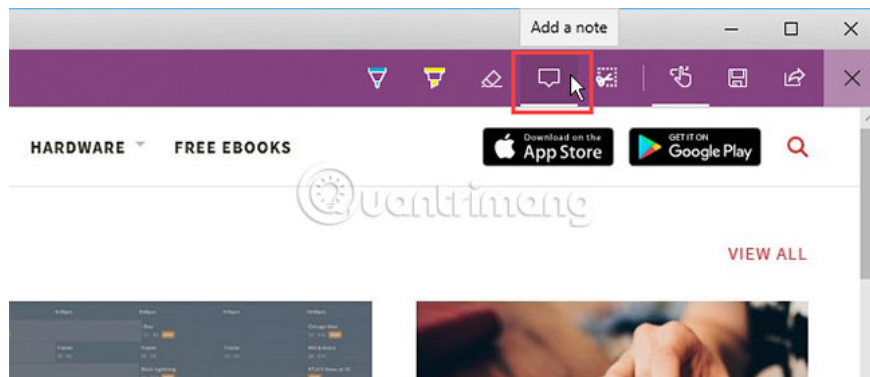 Add a note
HARDWARE
FREE EBOOKS
Download on the
App Store
GET IT ON
Google Play
Quantrimang
VIEW ALL